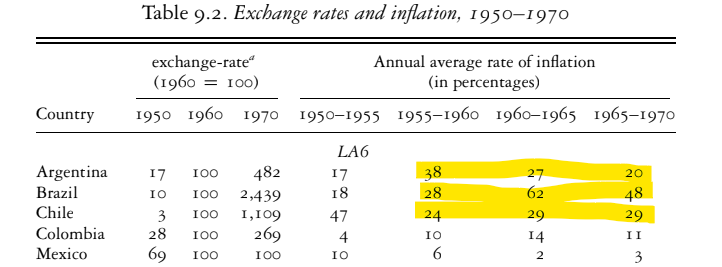 Table 9.2. Exchange rates and inflation, 1950–1970
exchange-rateª Annual average rate of inflation
(1960 = 100) (in percentages)
Country 1950 1960 1970 1950–1955 1955–1960 1960–1965 1965–1970
LA6
Argentina 17 100 482 17 38 27 20
Brazil 10 100 2,439 18 28 62 48
Chile 3 100 1,109 47 24 29 29
Colombia 28 100 269 4 10 14 11
Mexico 69 100 100 10 6 2 3